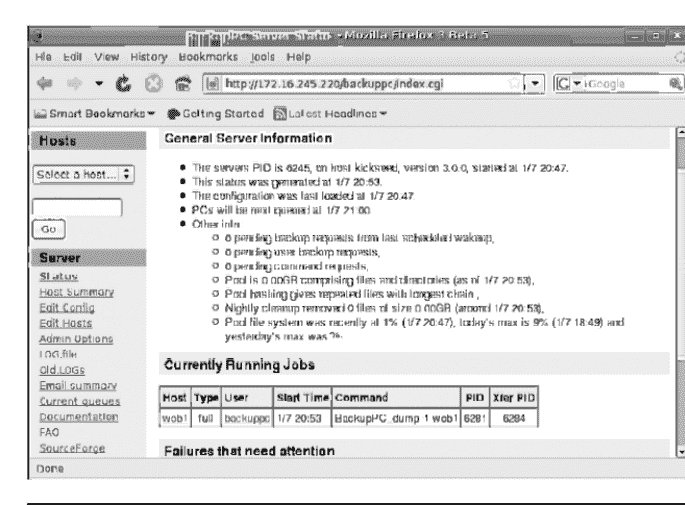 BackupPC Server Status - Mozilla Firefox 3 Beta 5
File Edit View History Bookmarks Tools Help
http://172.16.245.220/backuppc/index.cgi
Google
Smart Bookmarks Getting Started Latest Headlines
Hosts
Select a host...
Go
Server
Status
Host Summary
Edit Config
Edit Hosts
Admin Options
LOG file
Old LOGs
Email summary
Current queues
Documentation
FAQ
SourceForge
General Server Information
The servers PID is 6245, on host kickseed, version 3.0.0, started at 1/7 20:47.
This status was generated at 1/7 20:53.
The configuration was last loaded at 1/7 20:47.
PCs will be next queued at 1/7 21:00.
Other info:
0 pending backup requests from last scheduled wakeup,
0 pending user backup requests,
0 pending command requests,
Pool is 0.00GB comprising files and directories (as of 1/7 20:53),
Pool hashing gives repeated files with longest chain ,
Nightly cleanup removed 0 files of size 0.00GB (around 1/7 20:53),
Pool file system was recently at 1% (1/7 20:47), today's max is 9% (1/7 18:49) and
yesterday's max was %.
Currently Running Jobs
Host Type User Start Time Command PID Xfer PID
wob1 full backuppc 1/7 20:53 BackupPC_dump 1 wob1 6281 6284
Failures that need attention
Done